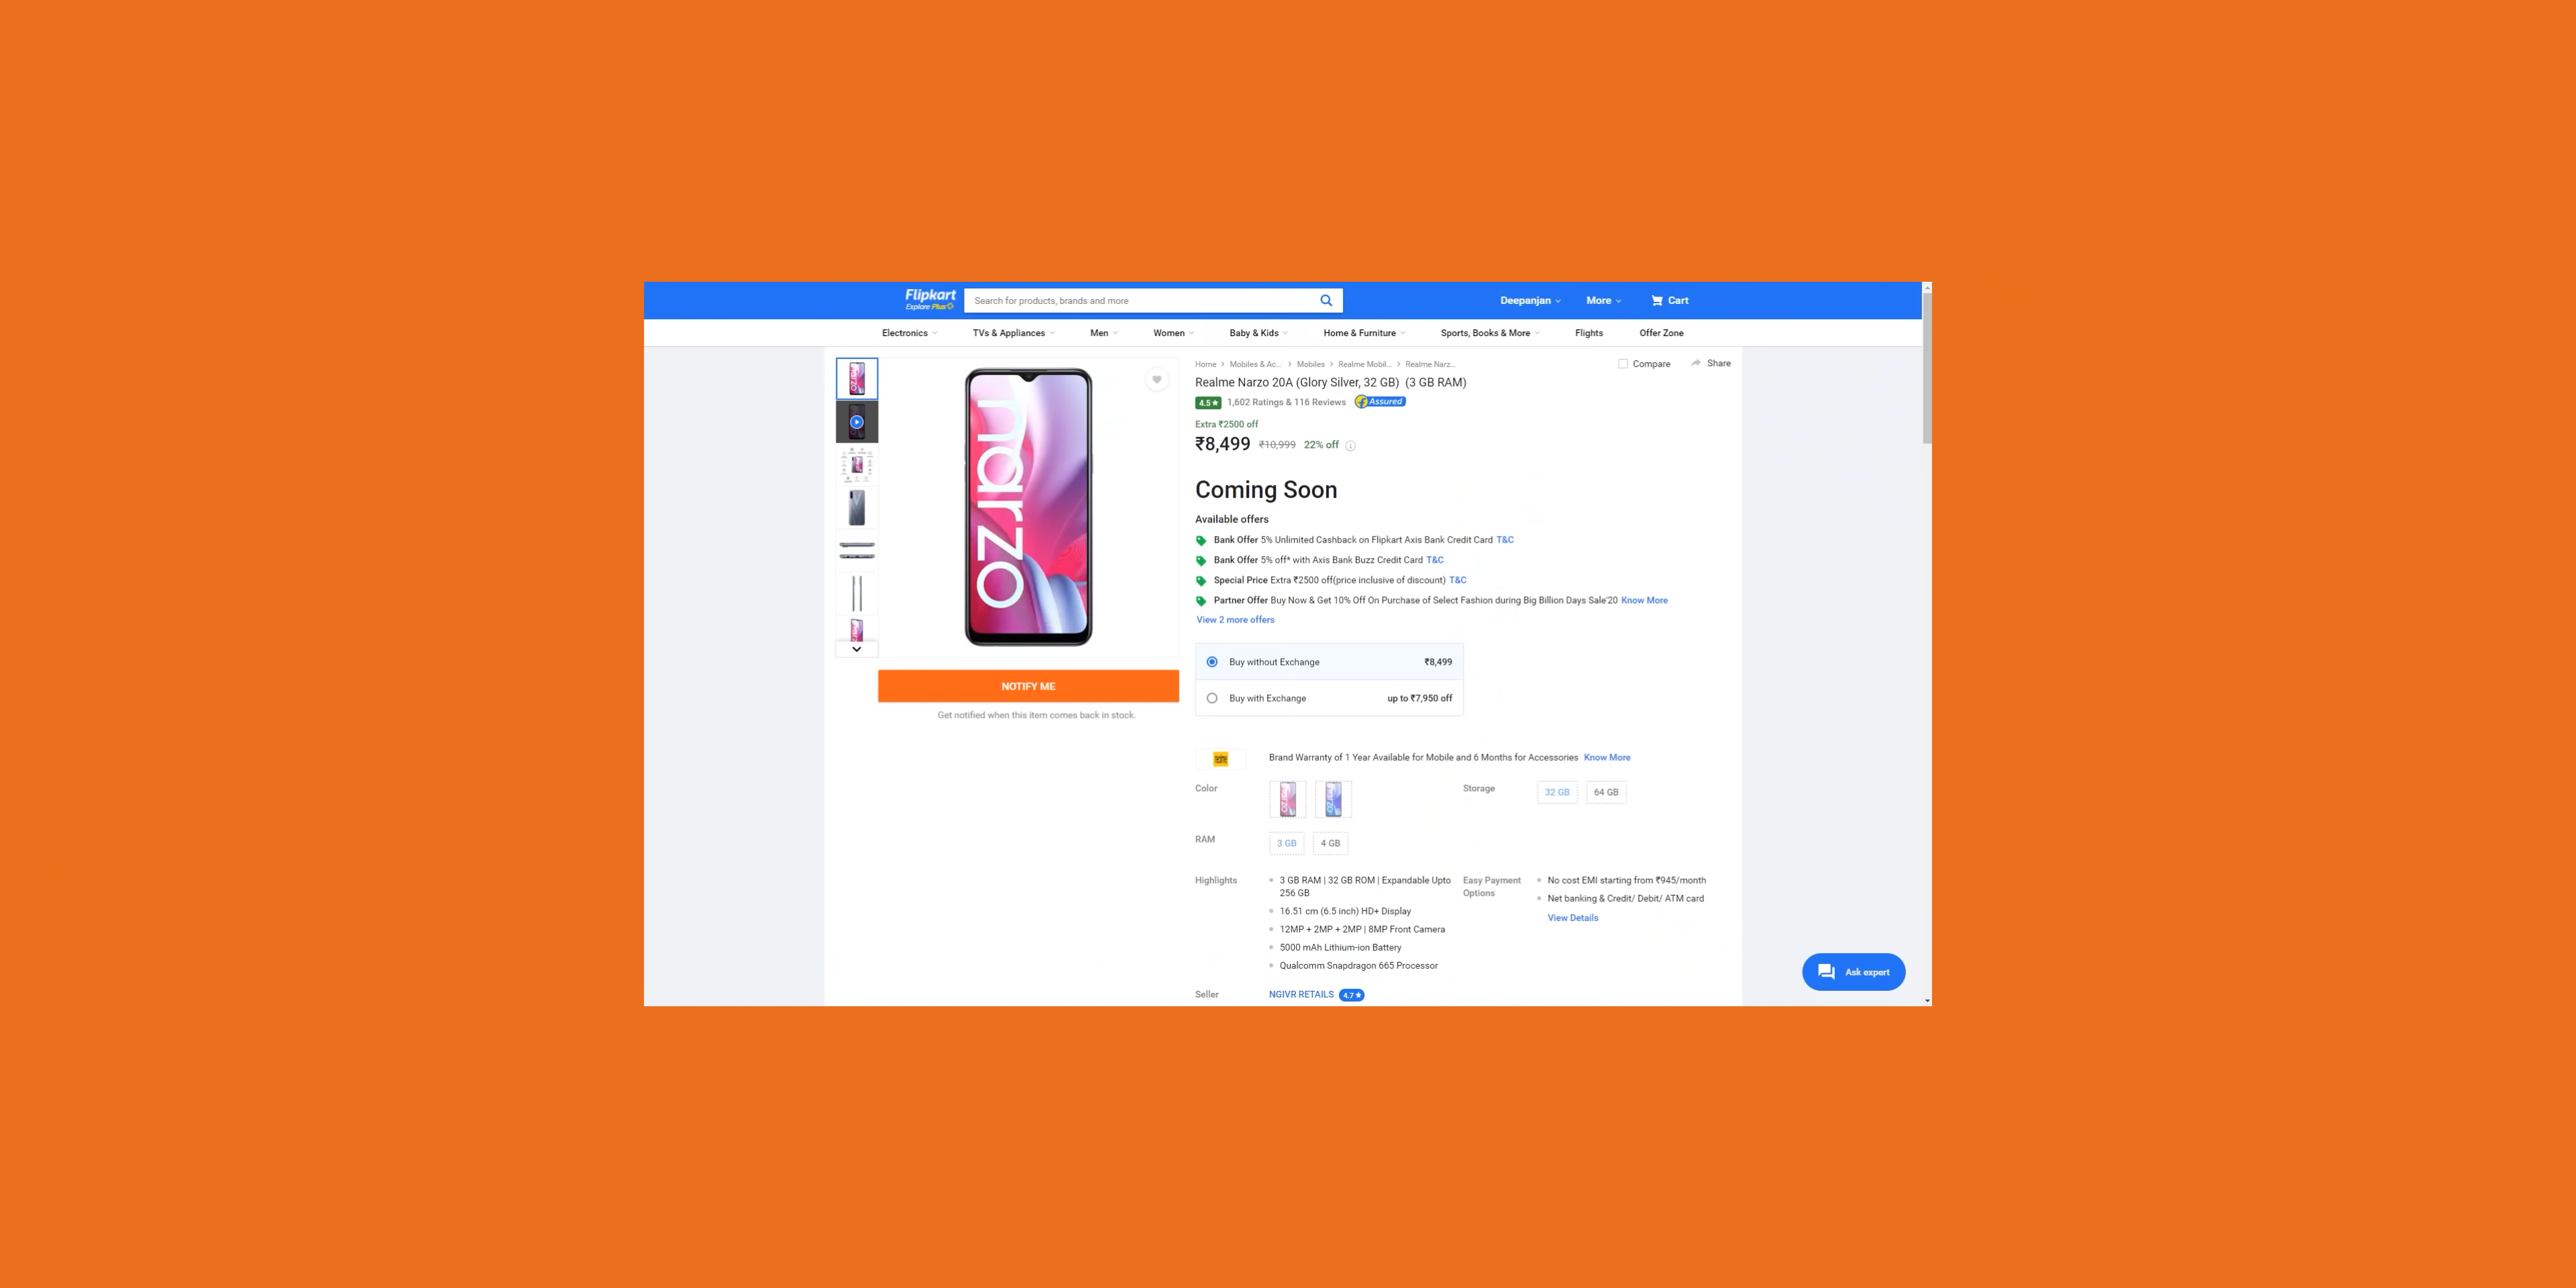 Flipkart
Explore Plus
Search for products, brands and more
Deepanjan
More
Cart
Electronics
TVs & Appliances
Men
Women
Baby & Kids
Home & Furniture
Sports, Books & More
Flights
Offer Zone
Home > Mobiles & Ac... > Mobiles > Realme Mobil... > Realme Narz...
Compare
Share
Realme Narzo 20A (Glory Silver, 32 GB) (3 GB RAM)
4.5★ 1,602 Ratings & 116 Reviews Assured
Extra ₹2500 off
₹8,499 ₹10,999 22% off
narzo
Coming Soon
Available offers
Bank Offer 5% Unlimited Cashback on Flipkart Axis Bank Credit Card T&C
Bank Offer 5% off* with Axis Bank Buzz Credit Card T&C
Special Price Extra ₹2500 off(price inclusive of discount) T&C
Partner Offer Buy Now & Get 10% Off On Purchase of Select Fashion during Big Billion Days Sale'20 Know More
View 2 more offers
Buy without Exchange ₹8,499
Buy with Exchange up to ₹7,950 off
NOTIFY ME
Get notified when this item comes back in stock.
Brand Warranty of 1 Year Available for Mobile and 6 Months for Accessories Know More
Color
Storage 32 GB 64 GB
RAM 3 GB 4 GB
Highlights
3 GB RAM | 32 GB ROM | Expandable Upto
256 GB
16.51 cm (6.5 inch) HD+ Display
12MP + 2MP + 2MP | 8MP Front Camera
5000 mAh Lithium-ion Battery
Qualcomm Snapdragon 665 Processor
Easy Payment
Options
No cost EMI starting from ₹945/month
Net banking & Credit/ Debit/ ATM card
View Details
Seller NGIVR RETAILS 4.7★
Ask expert